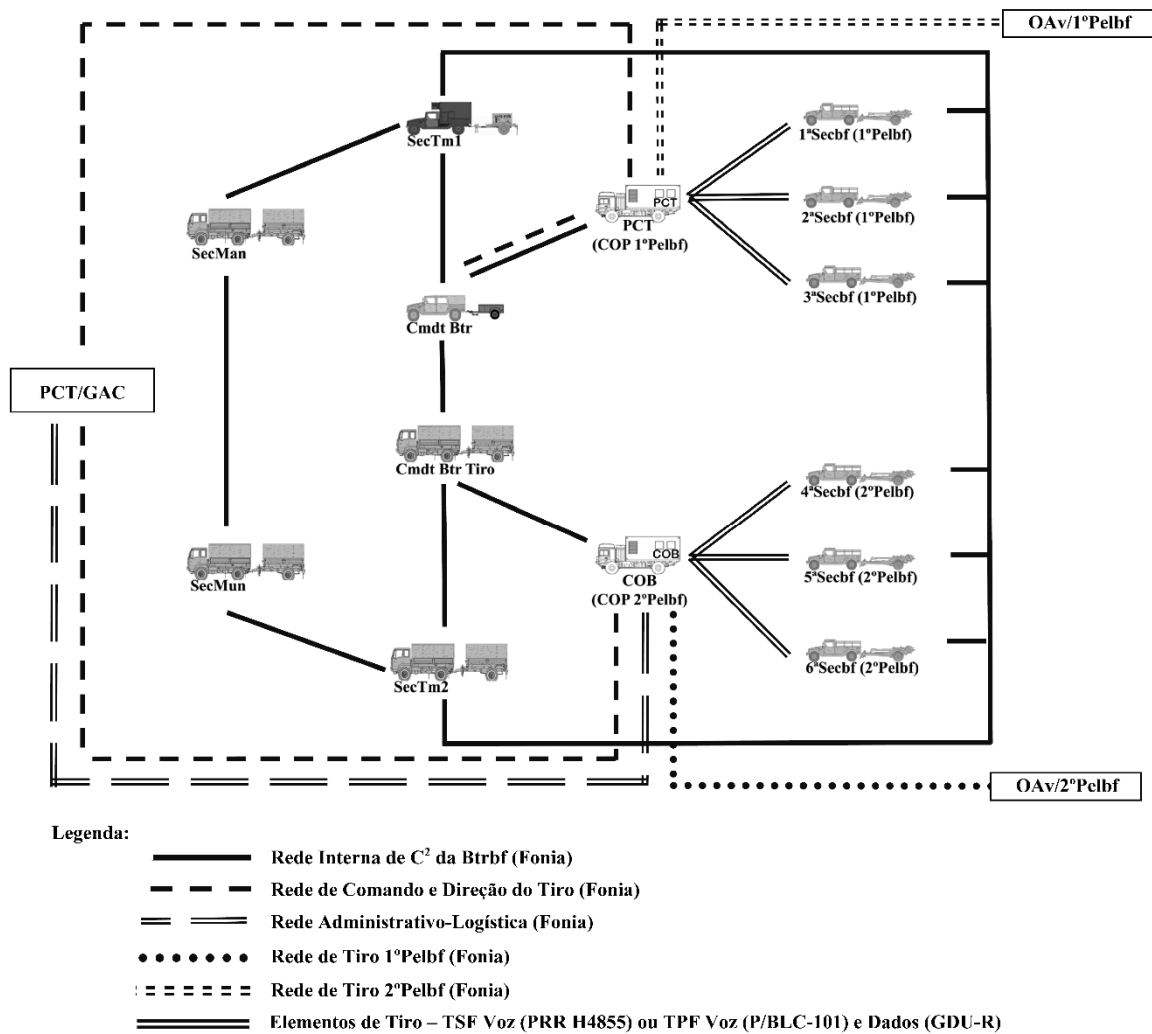 OAv/1ºPelbf
SecTm1
1ªSecbf (1ºPelbf)
PCT
PCT
(COP 1ºPelbf)
2ªSecbf (1ºPelbf)
SecMan
3ªSecbf (1ºPelbf)
Cmdt Btr
PCT/GAC
Cmdt Btr Tiro
4ªSecbf (2ºPelbf)
COB
COB
(COP 2ºPelbf)
5ªSecbf (2ºPelbf)
SecMun
6ªSecbf (2ºPelbf)
SecTm2
OAv/2ºPelbf
Legenda:
Rede Interna de C² da Btrbf (Fonia)
Rede de Comando e Direção do Tiro (Fonia)
Rede Administrativo-Logística (Fonia)
Rede de Tiro 1ºPelbf (Fonia)
Rede de Tiro 2ºPelbf (Fonia)
Elementos de Tiro – TSF Voz (PRR H4855) ou TPF Voz (P/BLC-101) e Dados (GDU-R)